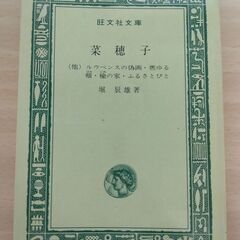 旺文社文庫
菜穂子
(他) ルウベンスの偽画・燃ゆる
頬・楡の家・ふるさとびと
堀 辰雄著